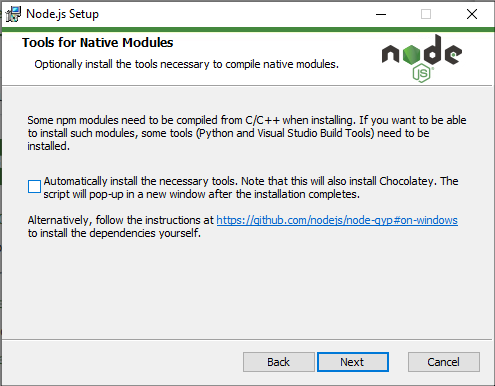 Node.js Setup
Tools for Native Modules
Optionally install the tools necessary to compile native modules.
node
JS
Some npm modules need to be compiled from C/C++ when installing. If you want to be able
to install such modules, some tools (Python and Visual Studio Build Tools) need to be
installed.
Automatically install the necessary tools. Note that this will also install Chocolatey. The
script will pop-up in a new window after the installation completes.
Alternatively, follow the instructions at https://github.com/nodejs/node-gyp#on-windows
to install the dependencies yourself.
Back Next Cancel